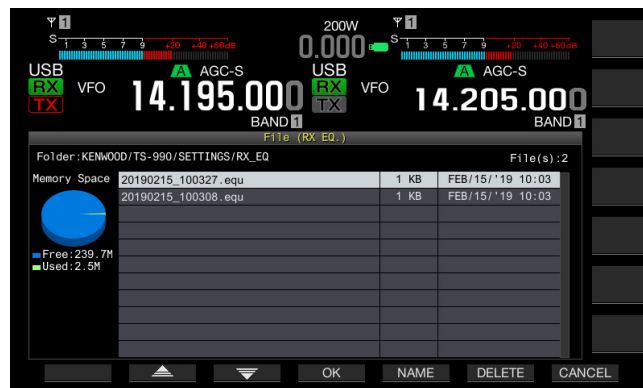 1 200W 1
S 1 3 5 7 9 +20 +40 +60dB 0.000 S 1 3 5 7 9 +20 +40 +60dB
USB A AGC-S USB A AGC-S
RX VFO 14.195.000 RX VFO 14.205.000
TX TX
BAND 1 BAND 1
File (RX EQ.)
Folder:KENWOOD/TS-990/SETTINGS/RX_EQ File(s):2
Memory Space 20190215_100327.equ 1 KB FEB/15/'19 10:03
20190215_100308.equ 1 KB FEB/15/'19 10:03
Free:239.7M
Used:2.5M
OK NAME DELETE CANCEL